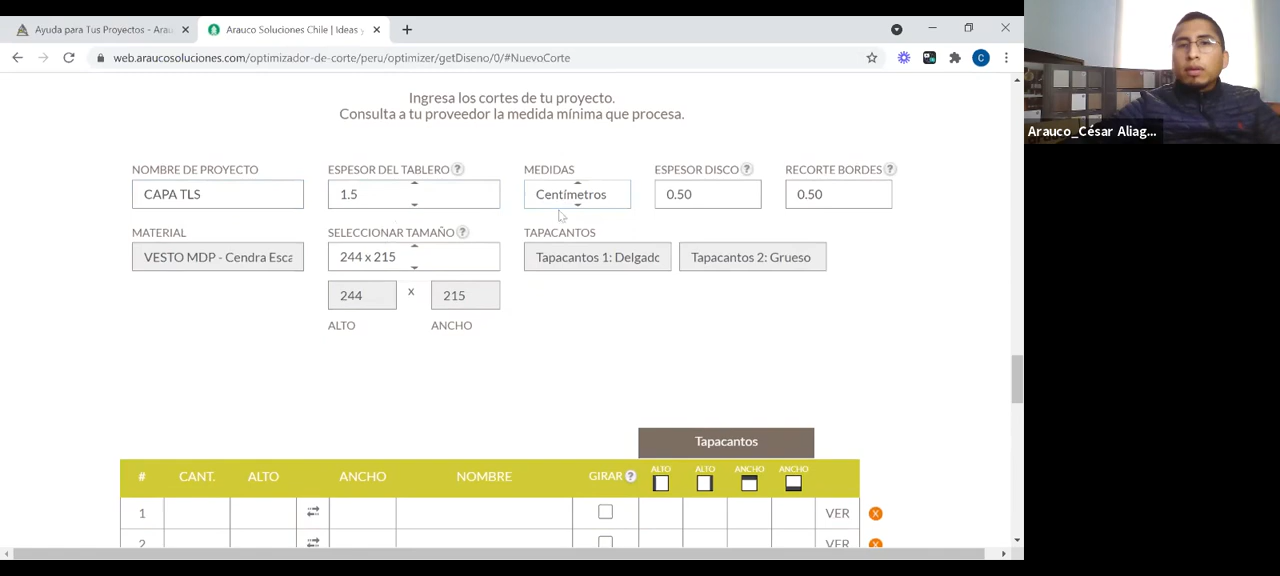 Ayuda para Tus Proyectos - Arau
Arauco Soluciones Chile | Ideas y
web.araucosoluciones.com/optimizador-de-corte/peru/optimizer/getDiseno/0/#NuevoCorte
C
Arauco_César Aliag...
Ingresa los cortes de tu proyecto.
Consulta a tu proveedor la medida mínima que procesa.
NOMBRE DE PROYECTO ESPESOR DEL TABLERO ? MEDIDAS ESPESOR DISCO ? RECORTE BORDES ?
CAPA TLS 1.5 Centímetros 0.50 0.50
MATERIAL SELECCIONAR TAMAÑO ? TAPACANTOS
VESTO MDP - Cendra Esca 244 x 215 Tapacantos 1: Delgado Tapacantos 2: Grueso
244 x 215
ALTO ANCHO
Tapacantos
# CANT. ALTO ANCHO NOMBRE GIRAR ? ALTO ALTO ANCHO ANCHO
1 VER X
2 VER X